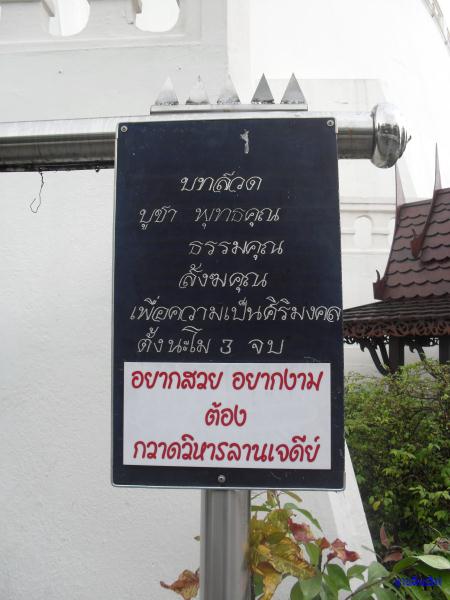 บทสวด
บูชา พุทธคุณ
ธรรมคุณ
สังฆคุณ
เพื่อความเป็นศิริมงคล
ตั้งนะโม 3 จบ
อยากสวย อยากงาม
ต้อง
กวาดวิหารลานเจดีย์